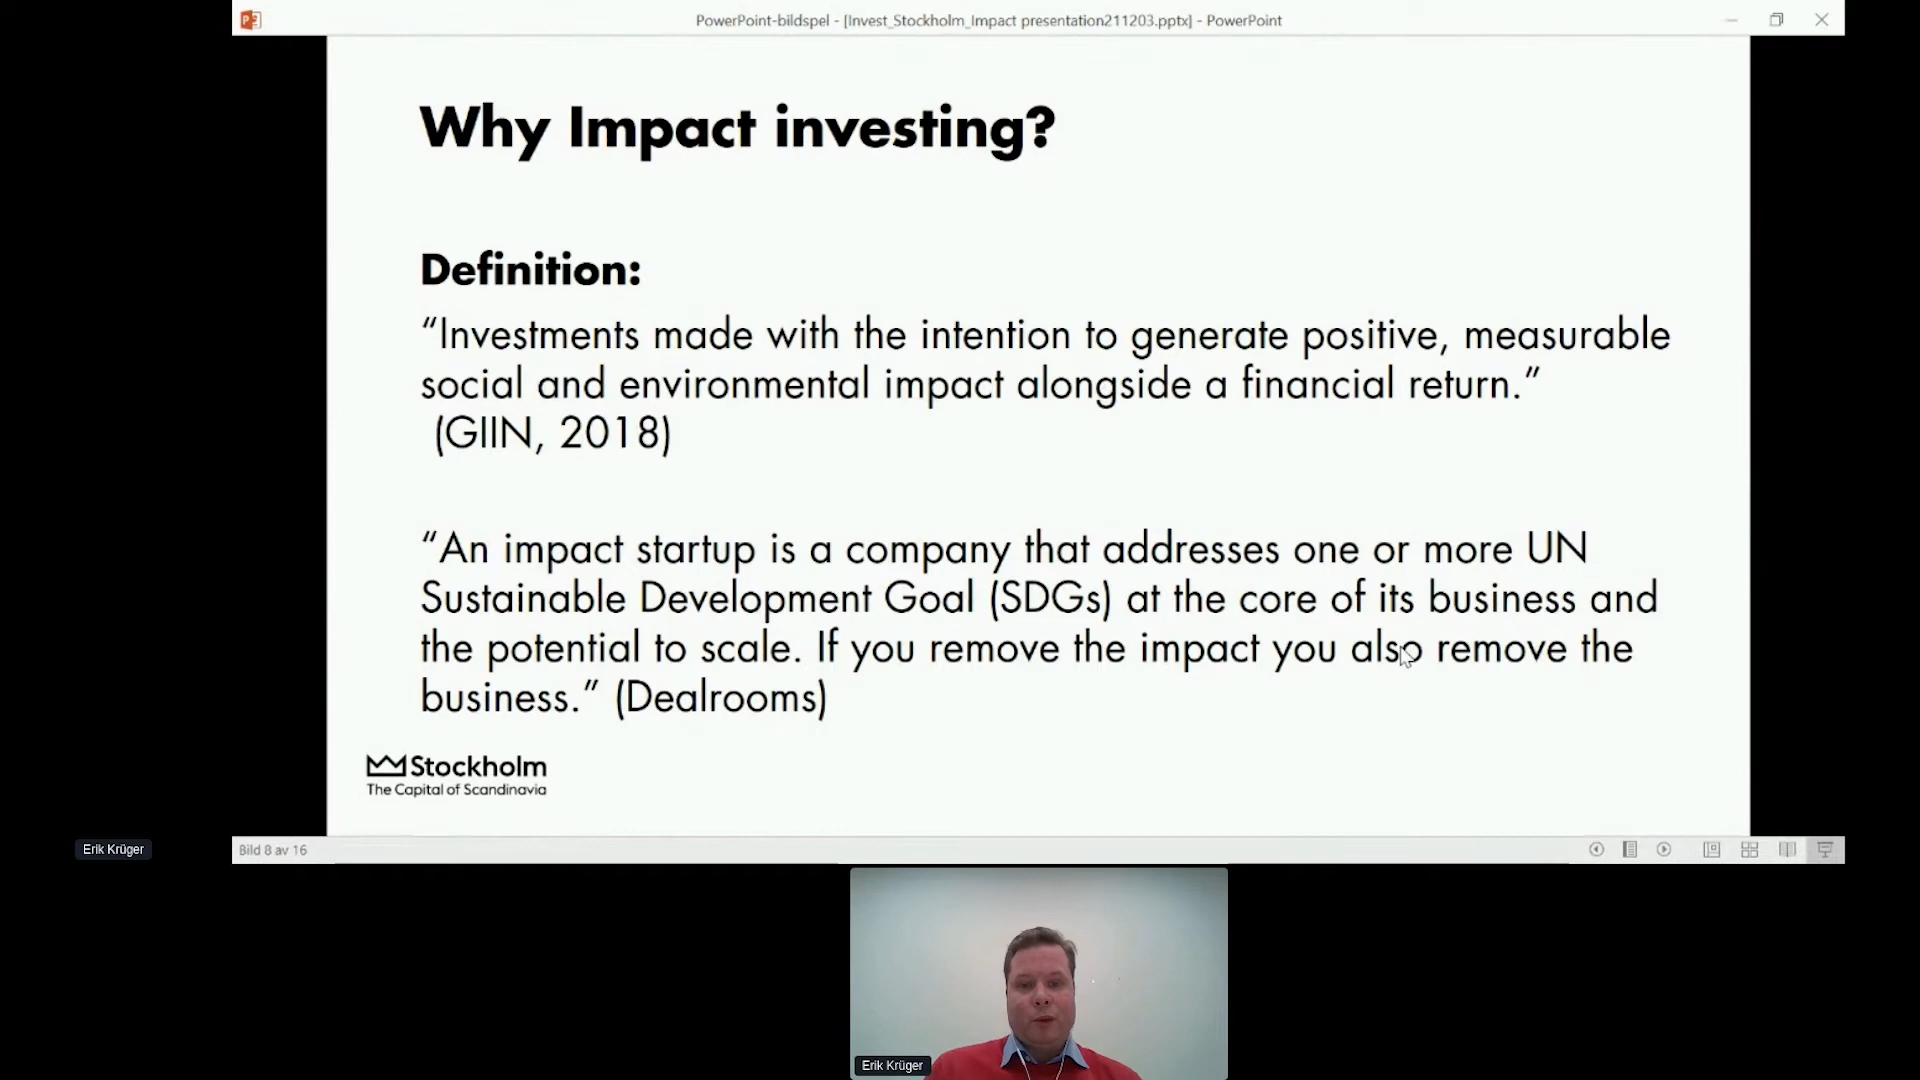 PowerPoint-bildspel - [Invest_Stockholm_Impact presentation211203.pptx] - PowerPoint
Why Impact investing?
Definition:
“Investments made with the intention to generate positive, measurable
social and environmental impact alongside a financial return.”
(GIIN, 2018)
“An impact startup is a company that addresses one or more UN
Sustainable Development Goal (SDGs) at the core of its business and
the potential to scale. If you remove the impact you also remove the
business.” (Dealrooms)
Stockholm
The Capital of Scandinavia
Erik Krüger
Bild 8 av 16
Erik Krüger